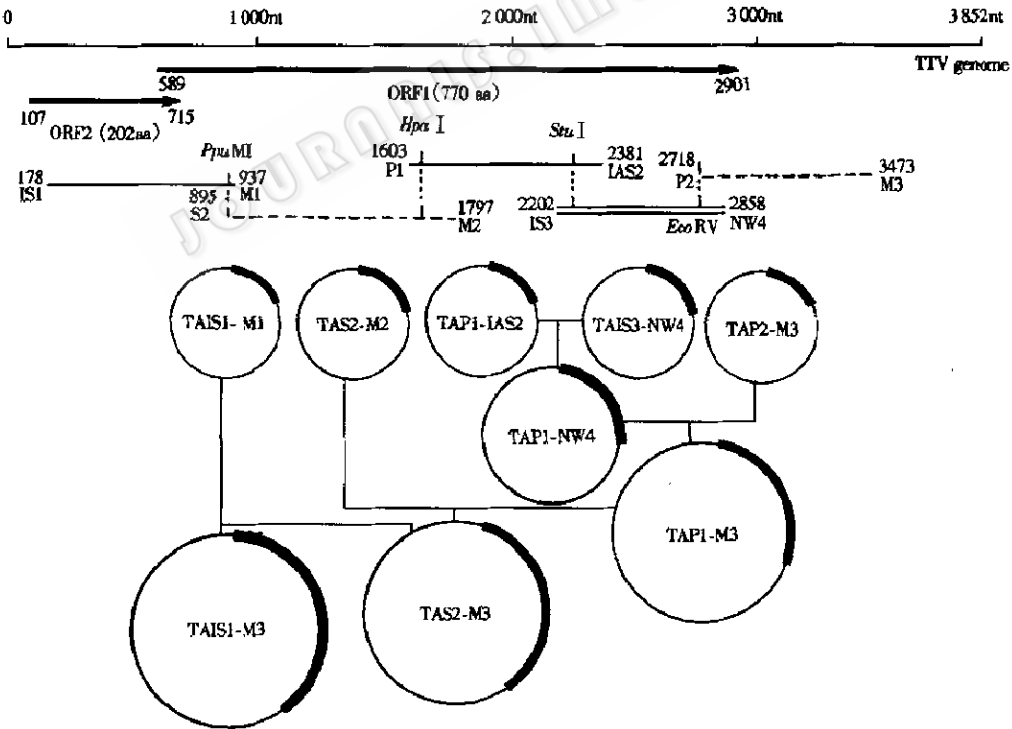 0
1 000nt
2 000nt
3 000nt
3 852nt
TTV genome
589
ORF1(770 aa)
2901
107
ORF2 (202aa)
715
Hpa I
Stu I
PpuMI
1603
P1
2381
IAS2
2718
P2
3473
M3
178
IS1
937
M1
895
S2
1797
M2
2202
IS3
EcoRV
2858
NW4
TAIS1-M1
TAS2-M2
TAP1-IAS2
TAIS3-NW4
TAP2-M3
TAP1-NW4
TAP1-M3
TAIS1-M3
TAS2-M3